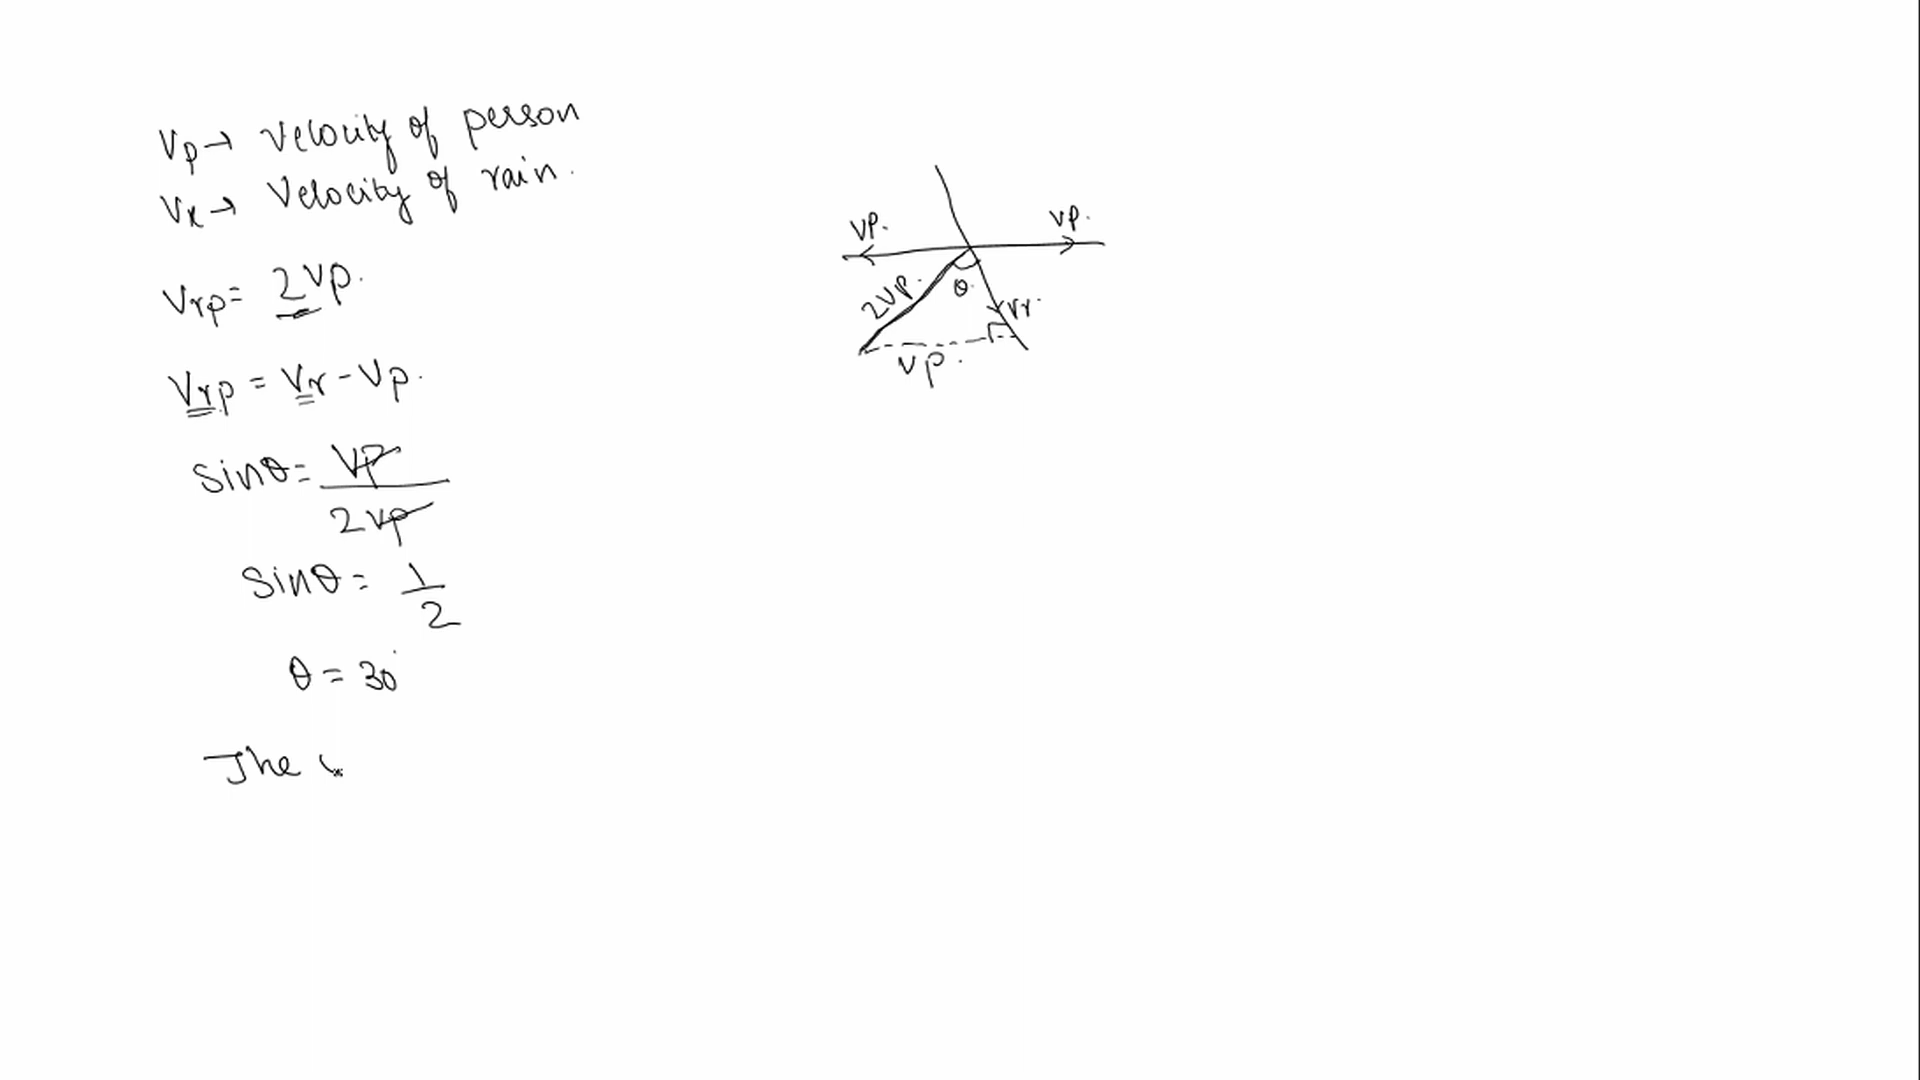 Vp → Velocity of person
Vr → Velocity of rain.
Vrp = 2Vp.
Vrp = Vr - Vp.
Sinθ = Vp / 2Vp
Sinθ = 1 / 2
θ = 30°
The
VP.
VP.
2VP.
θ.
Vr.
VP.